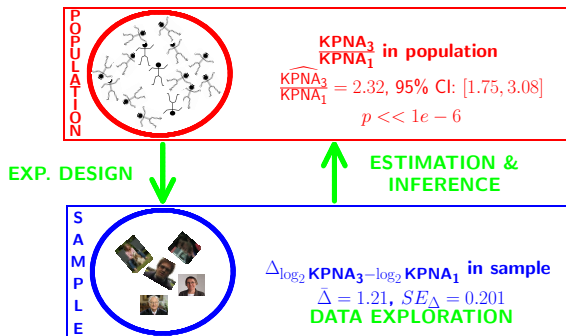 POPULATION
KPNA3/KPNA1 in population
\widehat{KPNA3/KPNA1} = 2.32, 95% CI: [1.75, 3.08]
p << 1e − 6
EXP. DESIGN
ESTIMATION &
INFERENCE
SAMPLE
Δlog2 KPNA3−log2 KPNA1 in sample
Δ̄ = 1.21, SEΔ̄ = 0.201
DATA EXPLORATION